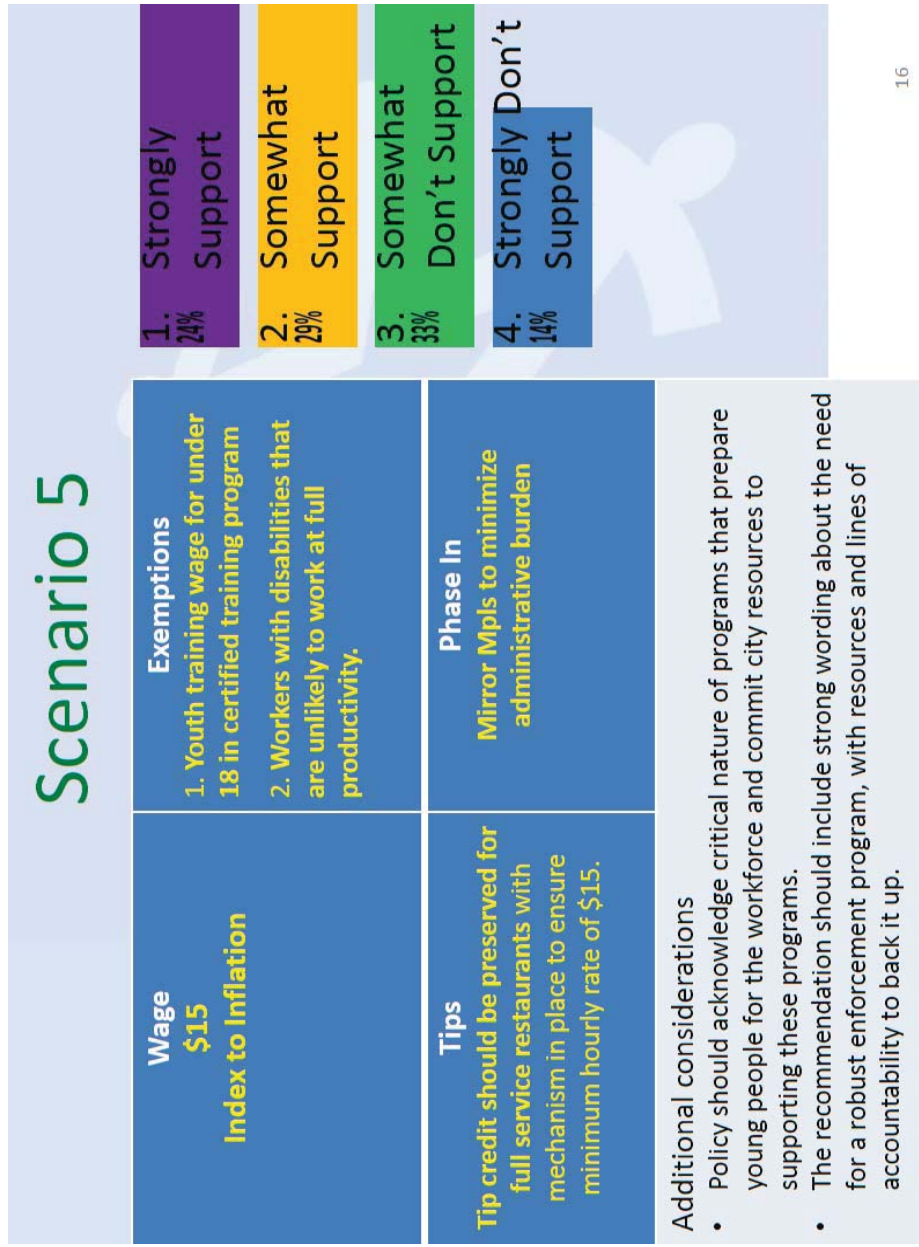 Scenario 5
Wage
$15
Index to Inflation
Exemptions
1. Youth training wage for under
18 in certified training program
2. Workers with disabilities that
are unlikely to work at full
productivity.
Tips
Tip credit should be preserved for
full service restaurants with
mechanism in place to ensure
minimum hourly rate of $15.
Phase In
Mirror Mpls to minimize
administrative burden
Additional considerations
• Policy should acknowledge critical nature of programs that prepare
young people for the workforce and commit city resources to
supporting these programs.
• The recommendation should include strong wording about the need
for a robust enforcement program, with resources and lines of
accountability to back it up.
1. Strongly
24%
Support
2. Somewhat
29%
Support
3. Somewhat
33%
Don't Support
4. Strongly Don't
14%
Support
16